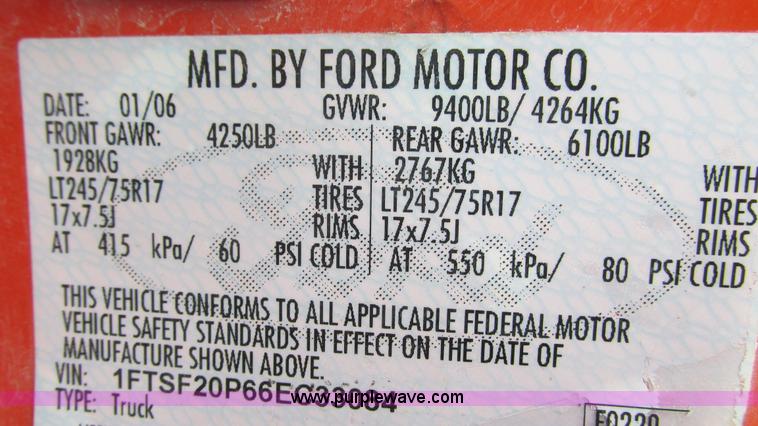 MFD. BY FORD MOTOR CO.
DATE: 01/06 GVWR: 9400LB/ 4264KG
FRONT GAWR: 4250LB REAR GAWR: 6100LB
1928KG WITH 2767KG WITH
LT245/75R17 TIRES LT245/75R17 TIRES
17x7.5J RIMS 17x7.5J RIMS
AT 415 kPa/ 60 PSI COLD AT 550 kPa/ 80 PSI COLD
THIS VEHICLE CONFORMS TO ALL APPLICABLE FEDERAL MOTOR
VEHICLE SAFETY STANDARDS IN EFFECT ON THE DATE OF
MANUFACTURE SHOWN ABOVE.
VIN:
TYPE: Truck
www.purplewave.com